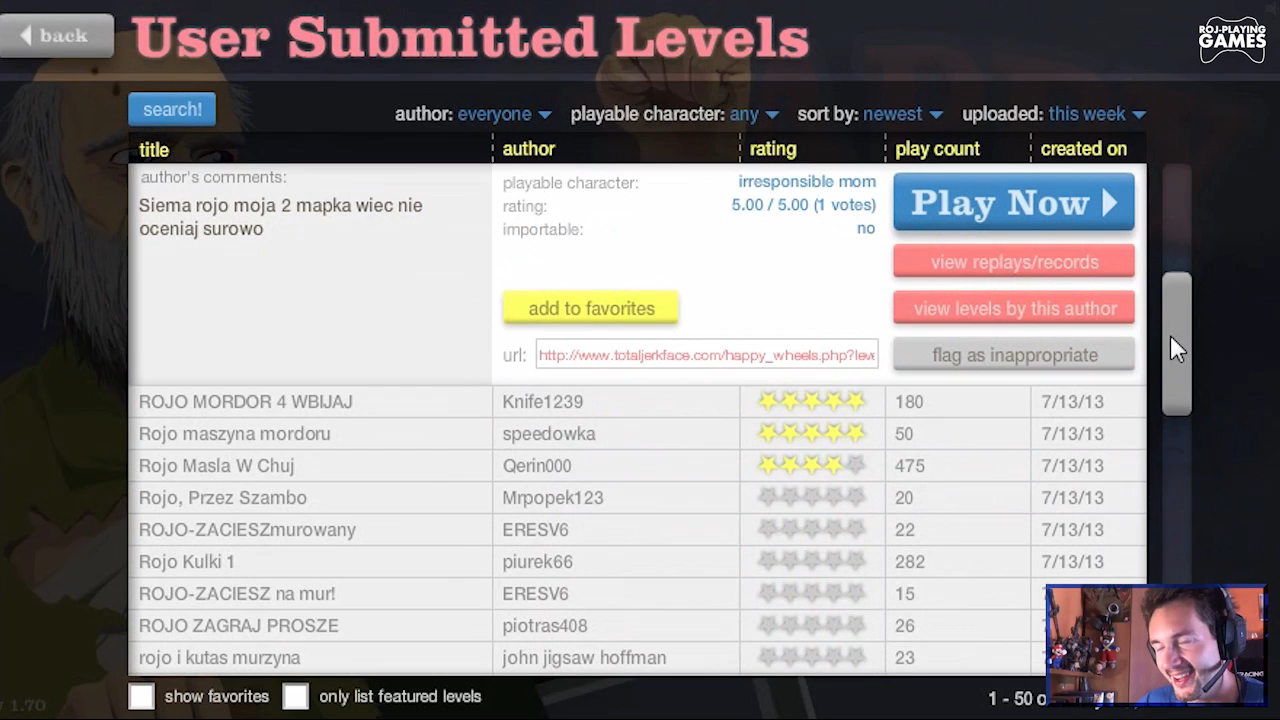 back
User Submitted Levels
ROJ-PLAYING
GAMES
search!
author: everyone
playable character: any
sort by: newest
uploaded: this week
title
author
rating
play count
created on
author's comments:
Siema rojo moja 2 mapka wiec nie
oceniaj surowo
playable character: irresponsible mom
rating: 5.00 / 5.00 (1 votes)
importable: no
add to favorites
url: http://www.totaljerkface.com/happy_wheels.php?leve
Play Now
view replays/records
view levels by this author
flag as inappropriate
ROJO MORDOR 4 WBIJAJ Knife1239 180 7/13/13
Rojo maszyna mordoru speedowka 50 7/13/13
Rojo Masla W Chuj Qerin000 475 7/13/13
Rojo, Przez Szambo Mrpopek123 20 7/13/13
ROJO-ZACIESZmurowany ERESV6 22 7/13/13
Rojo Kulki 1 piurek66 282 7/13/13
ROJO-ZACIESZ na mur! ERESV6 15
ROJO ZAGRAJ PROSZE piotras408 26
rojo i kutas murzyna john jigsaw hoffman 23
show favorites
only list featured levels
1 - 50
1.70